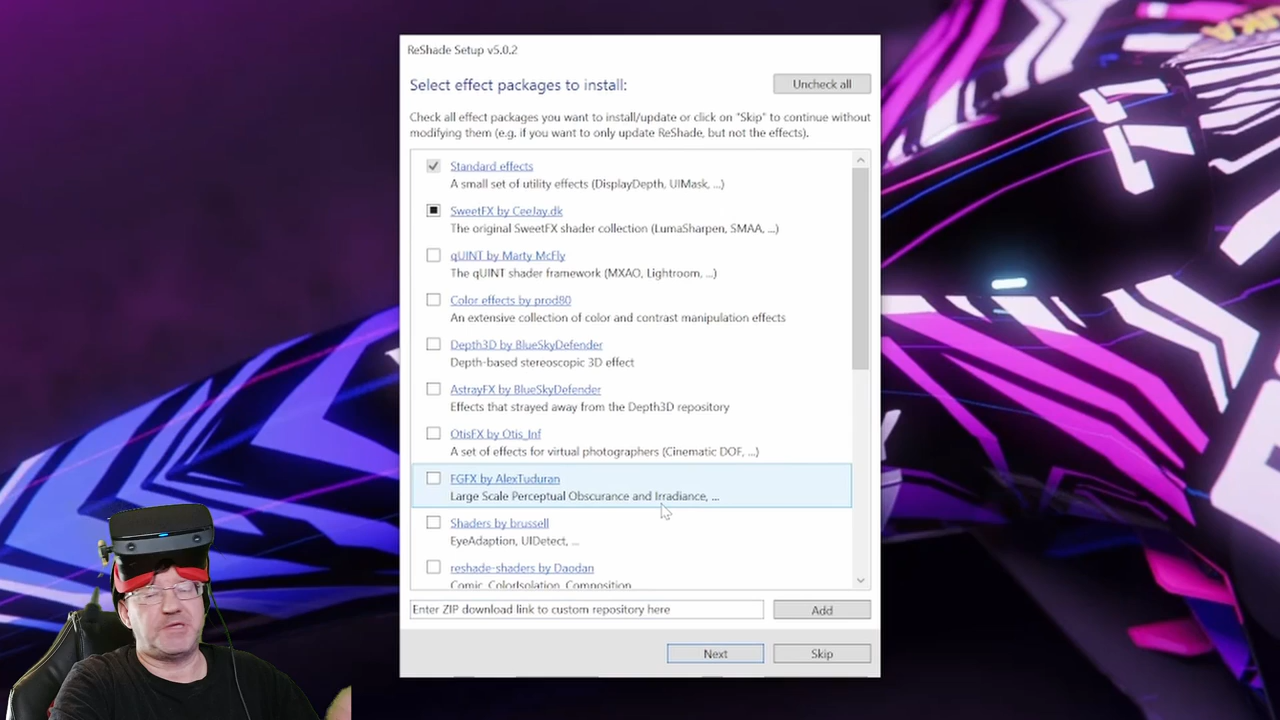 ReShade Setup v5.0.2
Select effect packages to install:
Uncheck all
Check all effect packages you want to install/update or click on "Skip" to continue without
modifying them (e.g. if you want to only update ReShade, but not the effects).
Standard effects
A small set of utility effects (DisplayDepth, UIMask, ...)
SweetFX by CeeJay.dk
The original SweetFX shader collection (LumaSharpen, SMAA, ...)
qUINT by Marty McFly
The qUINT shader framework (MXAO, Lightroom, ...)
Color effects by prod80
An extensive collection of color and contrast manipulation effects
Depth3D by BlueSkyDefender
Depth-based stereoscopic 3D effect
AstrayFX by BlueSkyDefender
Effects that strayed away from the Depth3D repository
OtisFX by Otis_Inf
A set of effects for virtual photographers (Cinematic DOF, ...)
FGFX by AlexTuduran
Large Scale Perceptual Obscurance and Irradiance, ...
Shaders by brussell
EyeAdaption, UIDetect, ...
reshade-shaders by Daodan
Comic, ColorIsolation, Composition
Enter ZIP download link to custom repository here
Add
Next
Skip